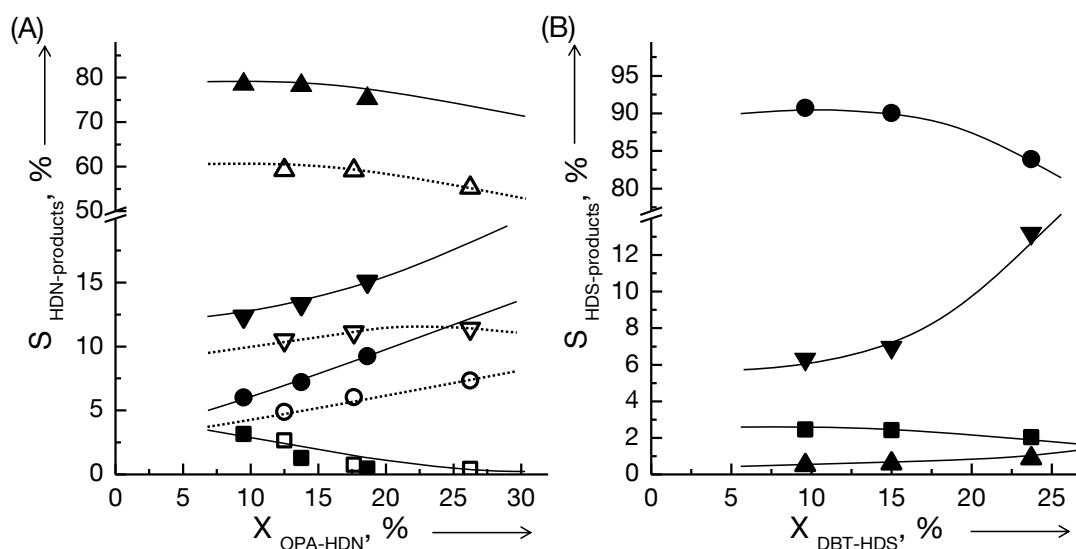 (A)
S HDN-products, %
80
75
70
60
50
15
10
5
0
0 5 10 15 20 25 30
X OPA-HDN, %
(B)
S HDS-products, %
95
90
85
80
12
10
8
6
4
2
0
0 5 10 15 20 25
X DBT-HDS, %